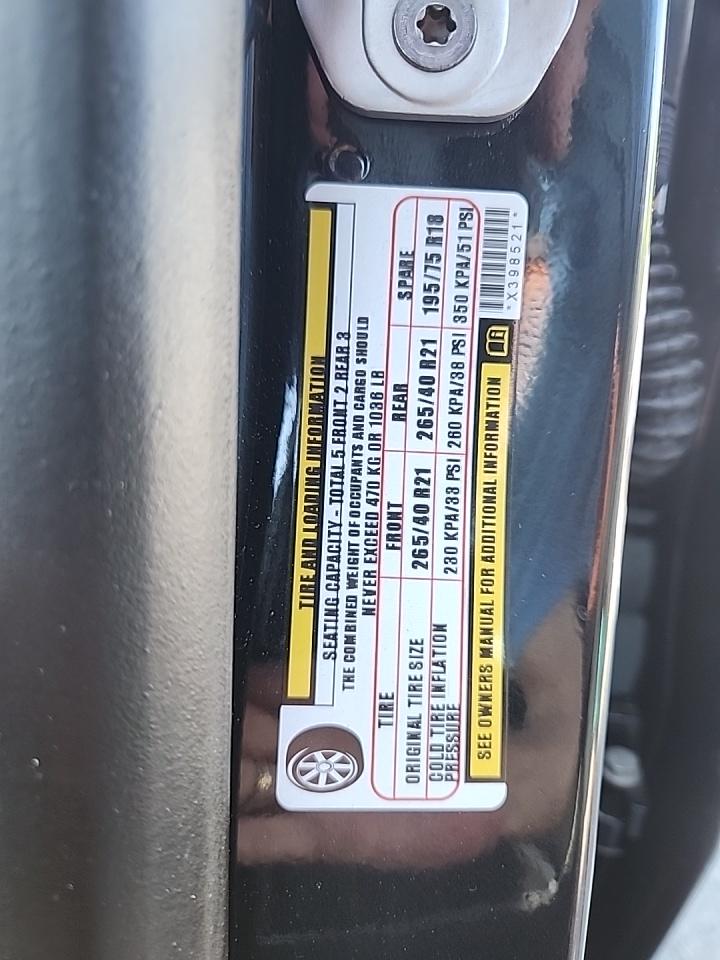 TIRE AND LOADING INFORMATION
SEATING CAPACITY - TOTAL 5 FRONT 2 REAR 3
THE COMBINED WEIGHT OF OCCUPANTS AND CARGO SHOULD
NEVER EXCEED 470 KG OR 1036 LB
TIRE FRONT REAR SPARE
ORIGINAL TIRE SIZE 265/40 R21 265/40 R21 195/75 R18
COLD TIRE INFLATION PRESSURE 230 KPA/33 PSI 260 KPA/38 PSI 350 KPA/51 PSI
SEE OWNERS MANUAL FOR ADDITIONAL INFORMATION
*X398521*